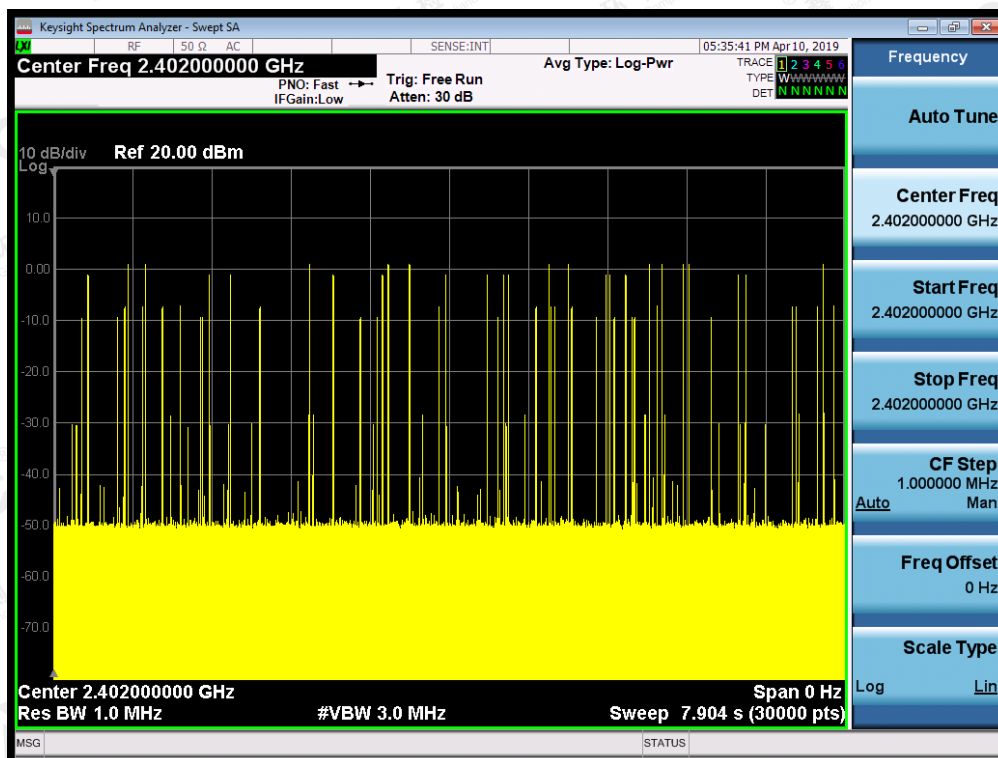 Keysight Spectrum Analyzer - Swept SA
LXI RF 50 Ω AC SENSE:INT 05:35:41 PM Apr 10, 2019
Center Freq 2.402000000 GHz
PNO: Fast
IFGain:Low
Trig: Free Run
Atten: 30 dB
Avg Type: Log-Pwr
TRACE 1 2 3 4 5 6
TYPE W W W W W W
DET N N N N N N
10 dB/div Ref 20.00 dBm
Log
10.0
0.00
-10.0
-20.0
-30.0
-40.0
-50.0
-60.0
-70.0
Center 2.402000000 GHz Span 0 Hz
Res BW 1.0 MHz #VBW 3.0 MHz Sweep 7.904 s (30000 pts)
MSG STATUS
Frequency
Auto Tune
Center Freq
2.402000000 GHz
Start Freq
2.402000000 GHz
Stop Freq
2.402000000 GHz
CF Step
1.000000 MHz
Auto Man
Freq Offset
0 Hz
Scale Type
Log Lin